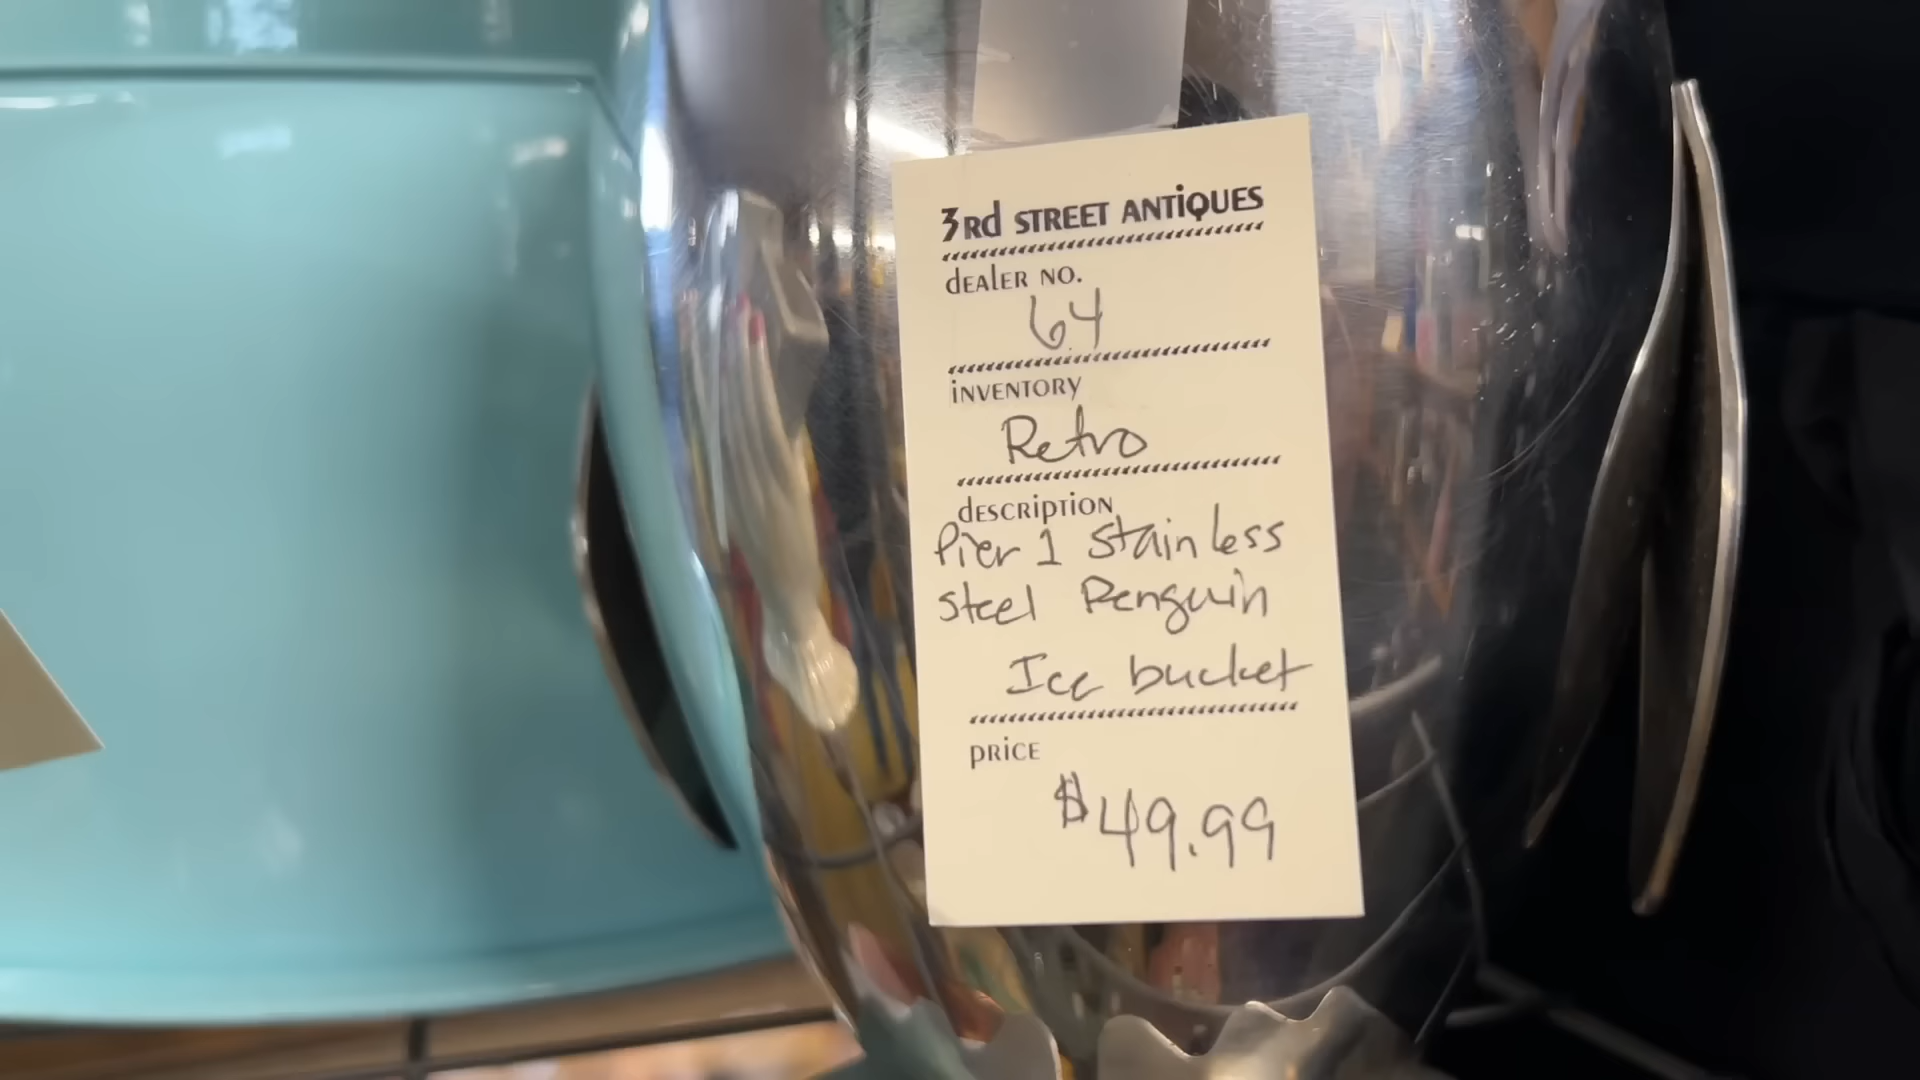 3RD STREET ANTIQUES
DEALER NO.
64
INVENTORY
Retro
DESCRIPTION
Pier 1 Stainless
Steel Penguin
Ice bucket
PRICE
$49.99